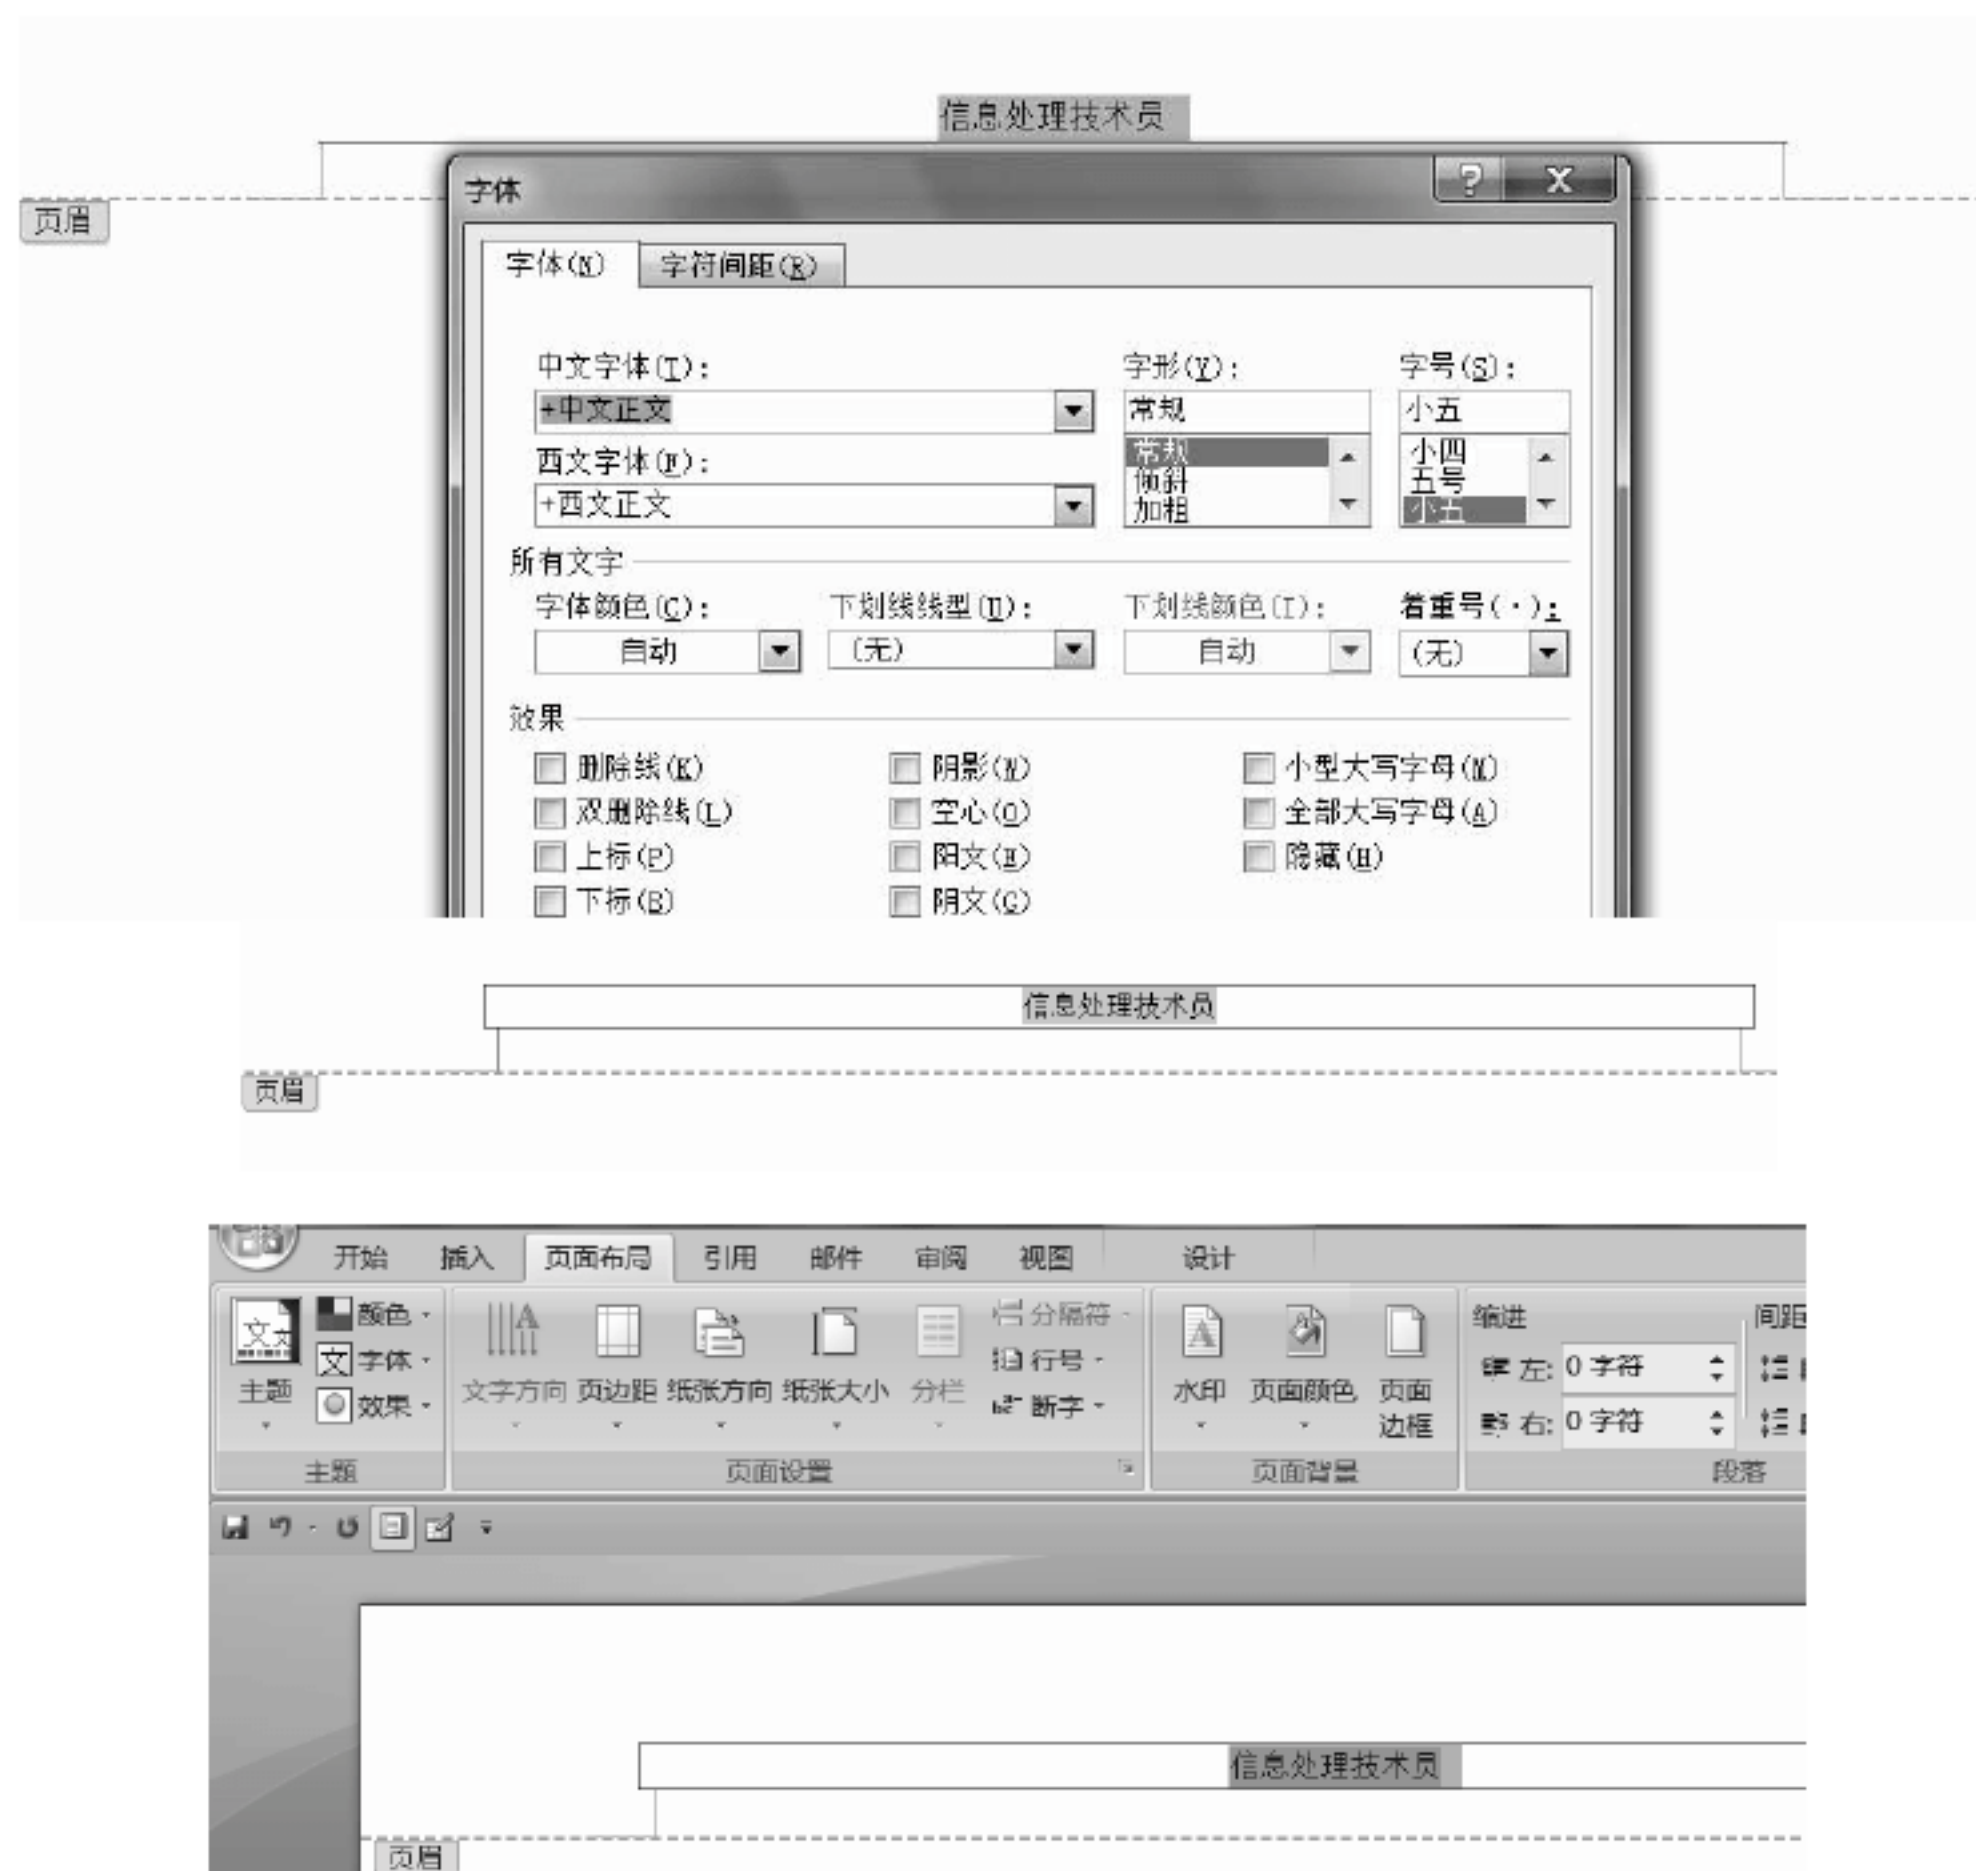 信息处理技术员
字体
页眉
字体(N) 字符间距(R)
中文字体(T): 字形(Y): 字号(S):
+中文正文 常规 小五
常规 小四
西文字体(F): 倾斜 五号
+西文正文 加粗 小五
所有文字
字体颜色(C): 下划线线型(U): 下划线颜色(I): 着重号(·):
自动 (无) 自动 (无)
效果
删除线(K) 阴影(W) 小型大写字母(M)
双删除线(L) 空心(O) 全部大写字母(A)
上标(P) 阳文(E) 隐藏(H)
下标(B) 阴文(G)
信息处理技术员
页眉
开始 插入 页面布局 引用 邮件 审阅 视图 设计
颜色 分隔符 缩进 间距
字体 行号 左: 0 字符
主题 效果 文字方向 页边距 纸张方向 纸张大小 分栏 断字 水印 页面颜色 页面边框 右: 0 字符
主题 页面设置 页面背景 段落
信息处理技术员
页眉